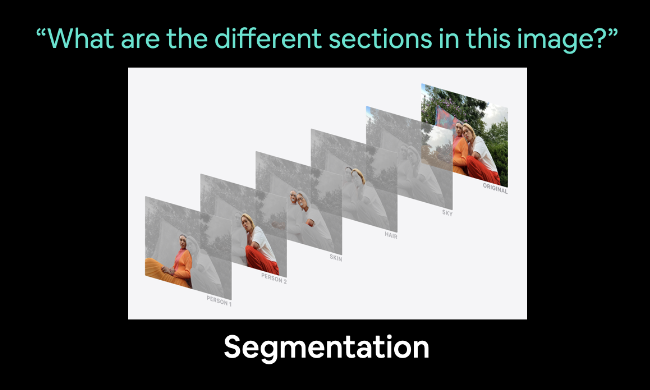 “What are the different sections in this image?”
ORIGINAL
SKY
HAIR
SKIN
PERSON 2
PERSON 1
Segmentation